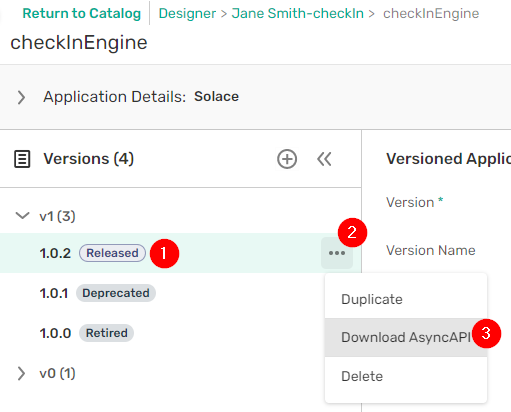 Return to Catalog Designer > Jane Smith-checkIn > checkInEngine
checkInEngine
Application Details: Solace
Versions (4)
Versioned Applic
v1 (3)
Version *
1.0.2 Released 1
2
Version Name
1.0.1 Deprecated
Duplicate
1.0.0 Retired
Download AsyncAPI 3
v0 (1)
Delete